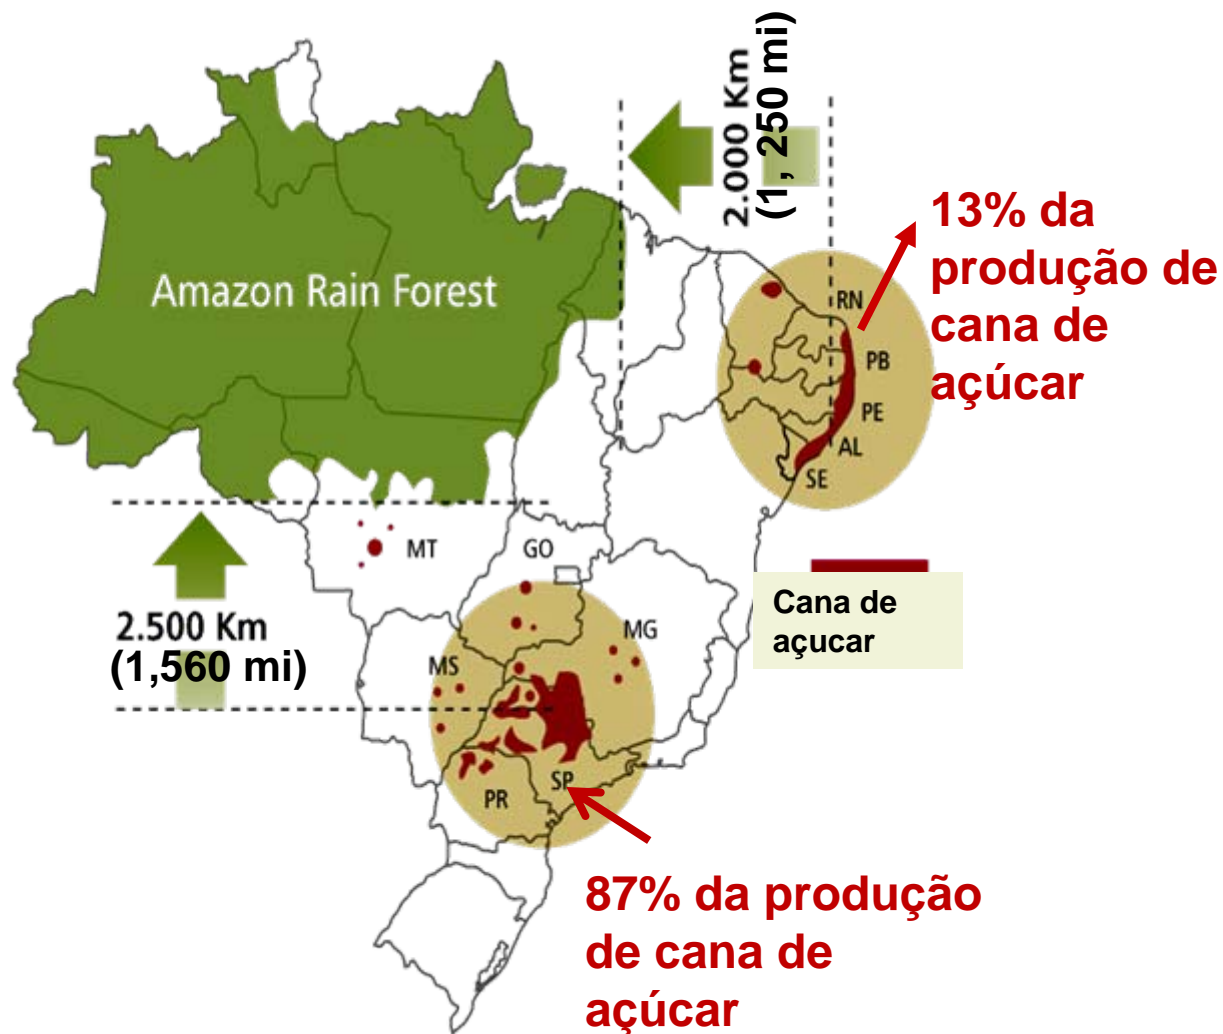 2.000 Km
(1, 250 mi)
13% da
produção de
cana de
açúcar
Amazon Rain Forest
RN
PB
PE
AL
SE
MT
GO
Cana de
açucar
2.500 Km
(1,560 mi)
MG
MS
SP
PR
87% da produção
de cana de
açúcar